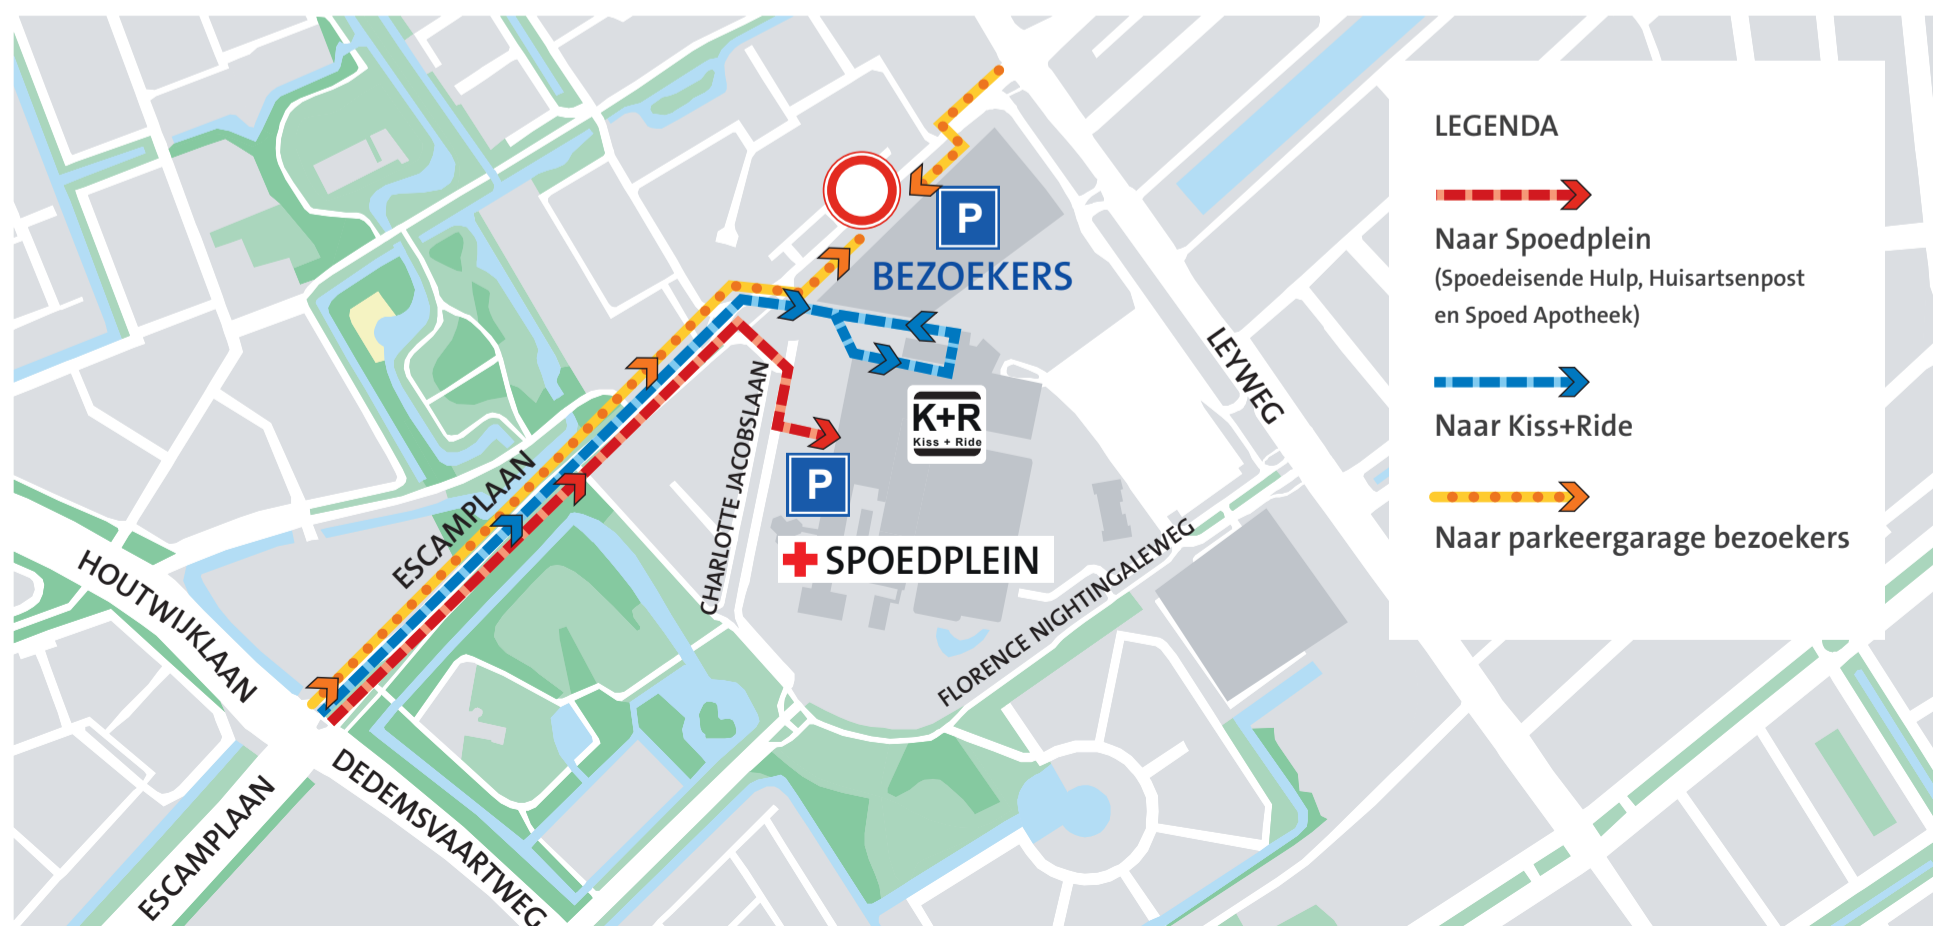 LEGENDA
Naar Spoedplein
(Spoedeisende Hulp, Huisartsenpost
en Spoed Apotheek)
Naar Kiss+Ride
Naar parkeergarage bezoekers
P
BEZOEKERS
LEYWEG
K+R
Kiss + Ride
CHARLOTTE JACOBSLAAN
P
SPOEDPLEIN
ESCAMPLAAN
FLORENCE NIGHTINGALEWEG
HOUTWIJKLAAN
DEDEMSVAARTWEG
ESCAMPLAAN